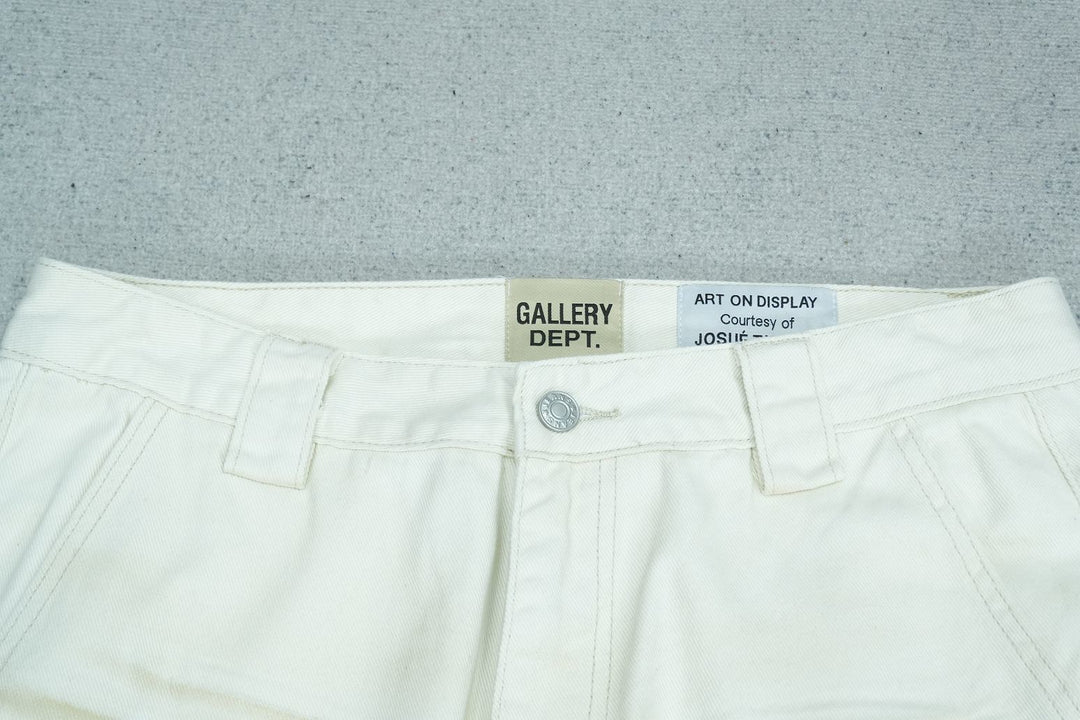 GALLERY
DEPT.
ART ON DISPLAY
Courtesy of
JOSUÉ